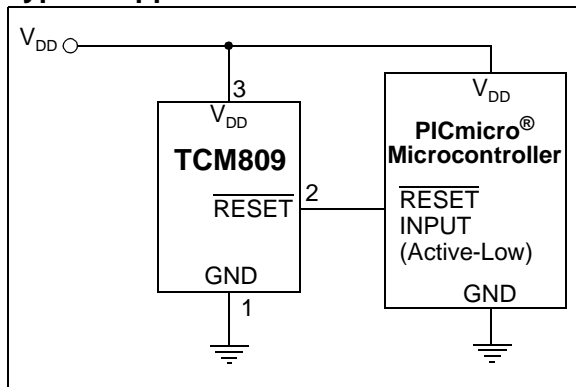 V_DD
3
V_DD
TCM809
RESET
2
GND
1
V_DD
PICmicro®
Microcontroller
RESET
INPUT
(Active-Low)
GND